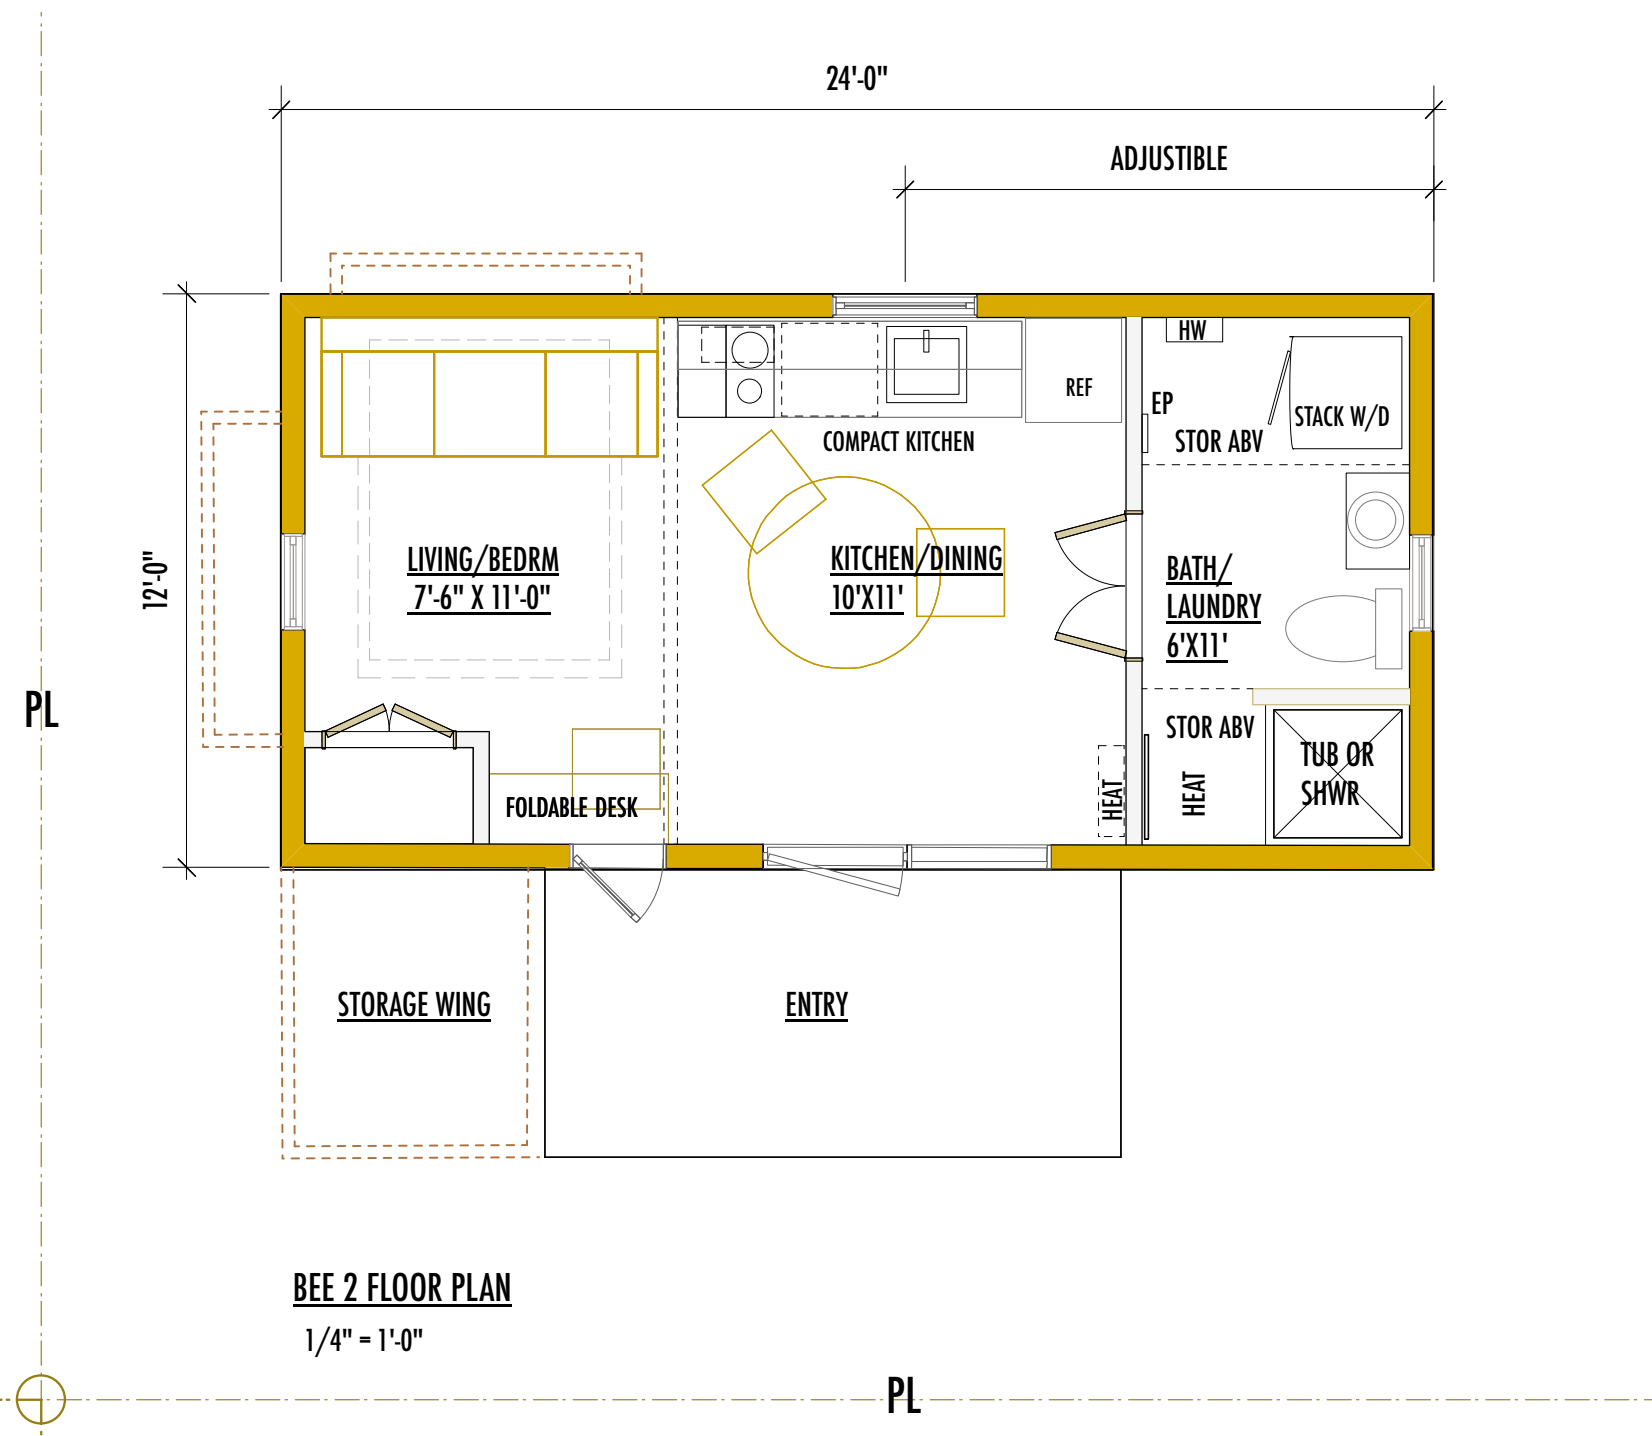 24'-0"
ADJUSTIBLE
HW
REF
EP
STACK W/D
STOR ABV
COMPACT KITCHEN
12'-0"
LIVING/BEDRM
7'-6" X 11'-0"
KITCHEN/DINING
10'X11'
BATH/
LAUNDRY
6'X11'
PL
STOR ABV
TUB OR
SHWR
HEAT
HEAT
FOLDABLE DESK
STORAGE WING
ENTRY
BEE 2 FLOOR PLAN
1/4" = 1'-0"
PL